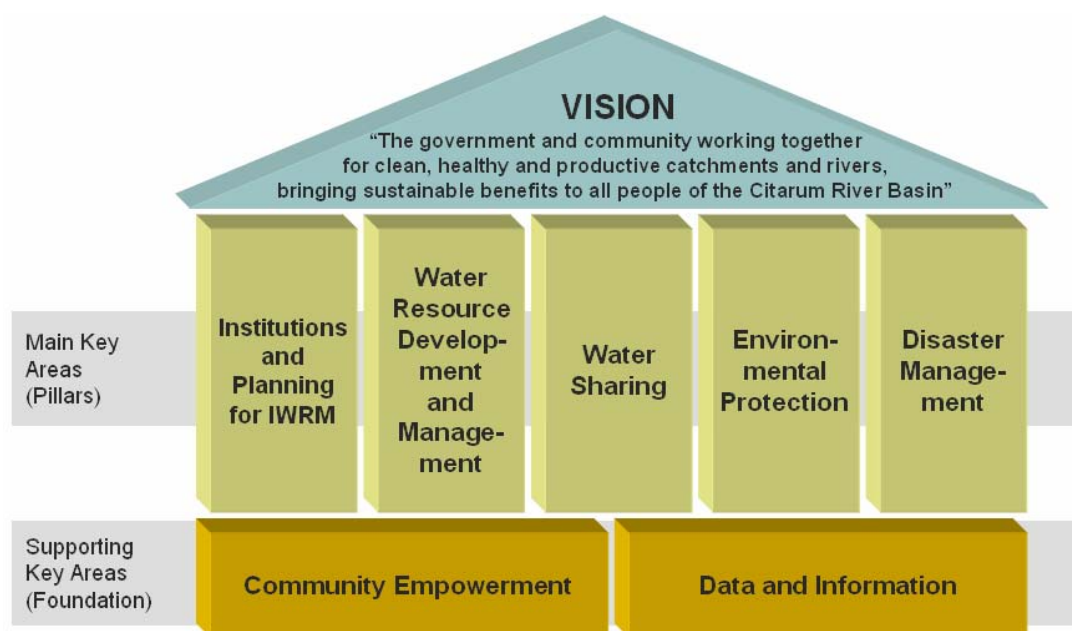 VISION
“The government and community working together
for clean, healthy and productive catchments and rivers,
bringing sustainable benefits to all people of the Citarum River Basin”
Main Key
Areas
(Pillars)
Institutions
and
Planning
for IWRM
Water
Resource
Develop-
ment
and
Manage-
ment
Water
Sharing
Environ-
mental
Protection
Disaster
Manage-
ment
Supporting
Key Areas
(Foundation)
Community Empowerment
Data and Information